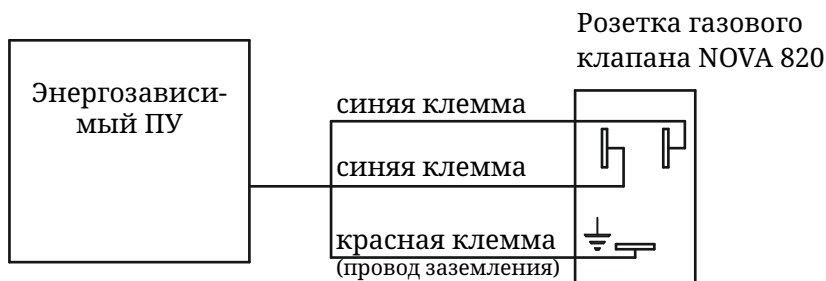 Розетка газового
клапана NOVA 820
Энергозависи-
мый ПУ
синяя клемма
синяя клемма
красная клемма
(провод заземления)